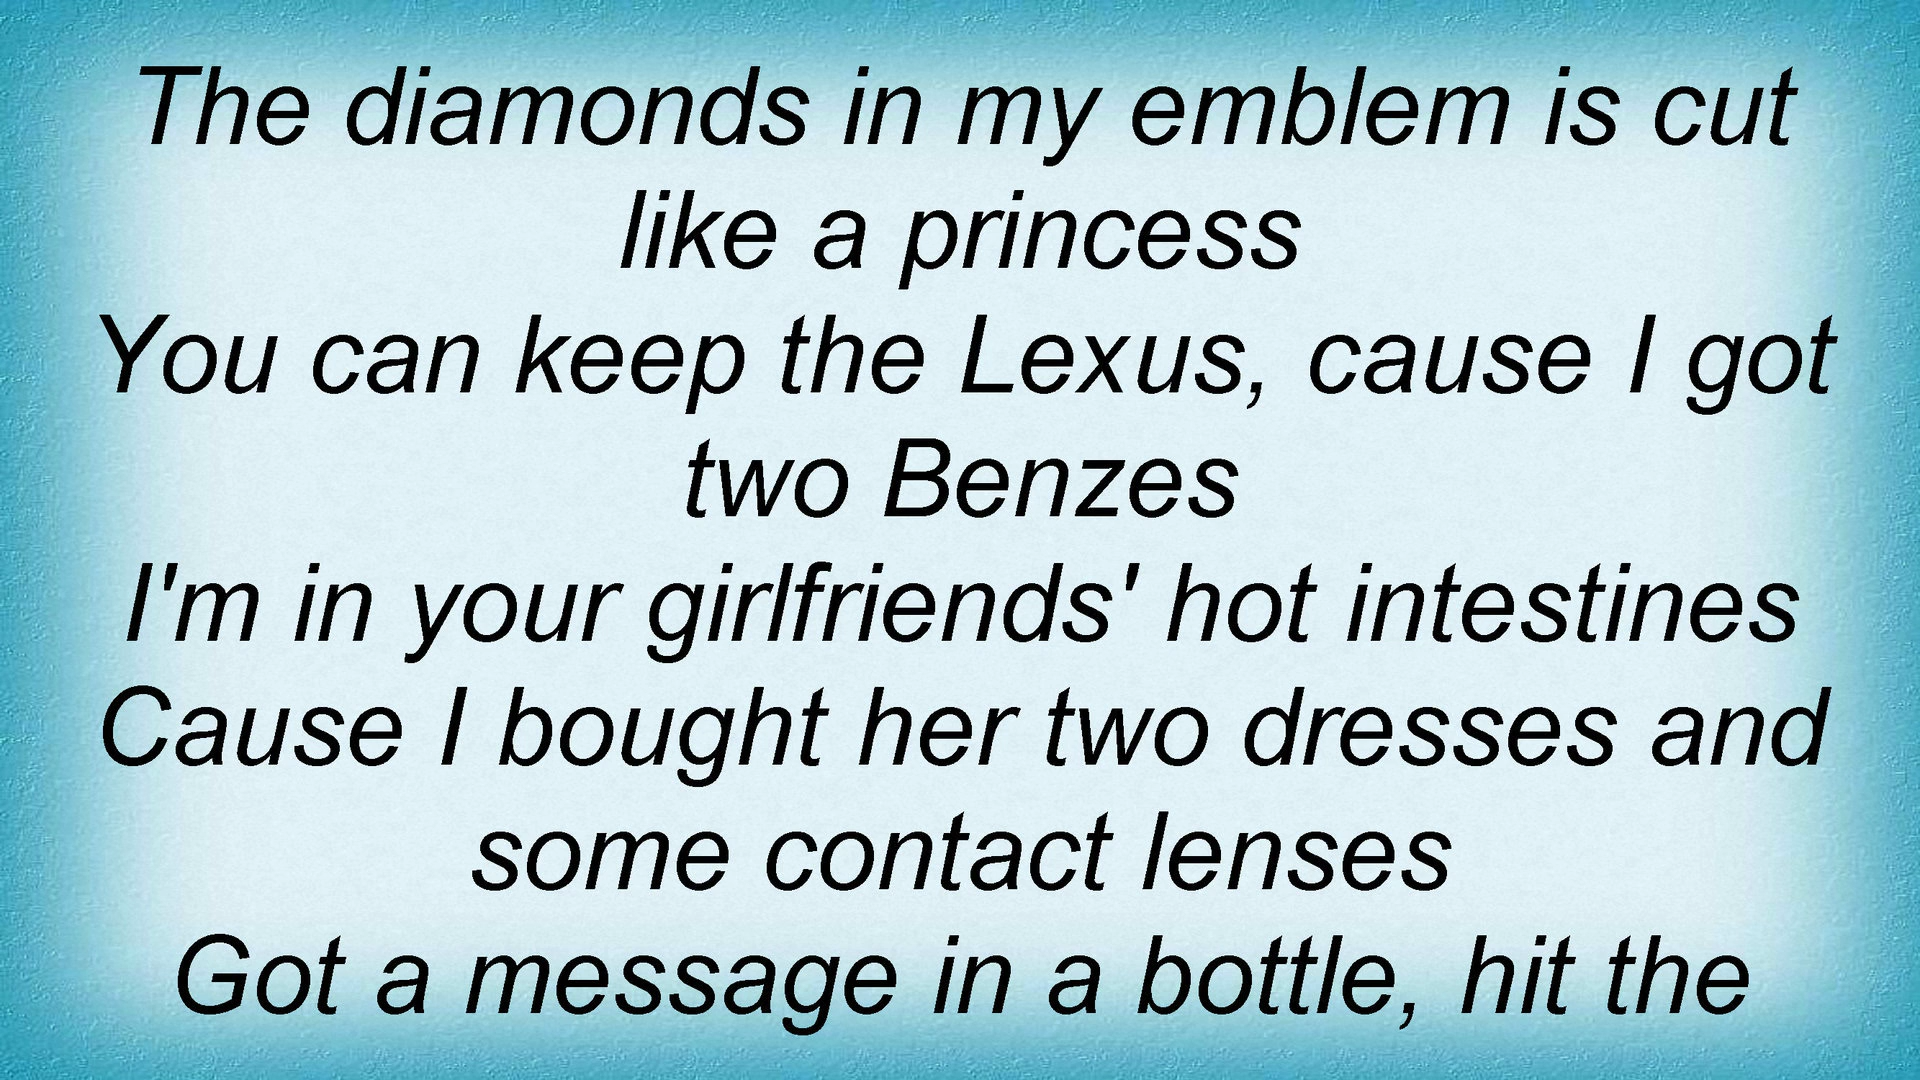 The diamonds in my emblem is cut
like a princess
You can keep the Lexus, cause I got
two Benzes
I'm in your girlfriends' hot intestines
Cause I bought her two dresses and
some contact lenses
Got a message in a bottle, hit the